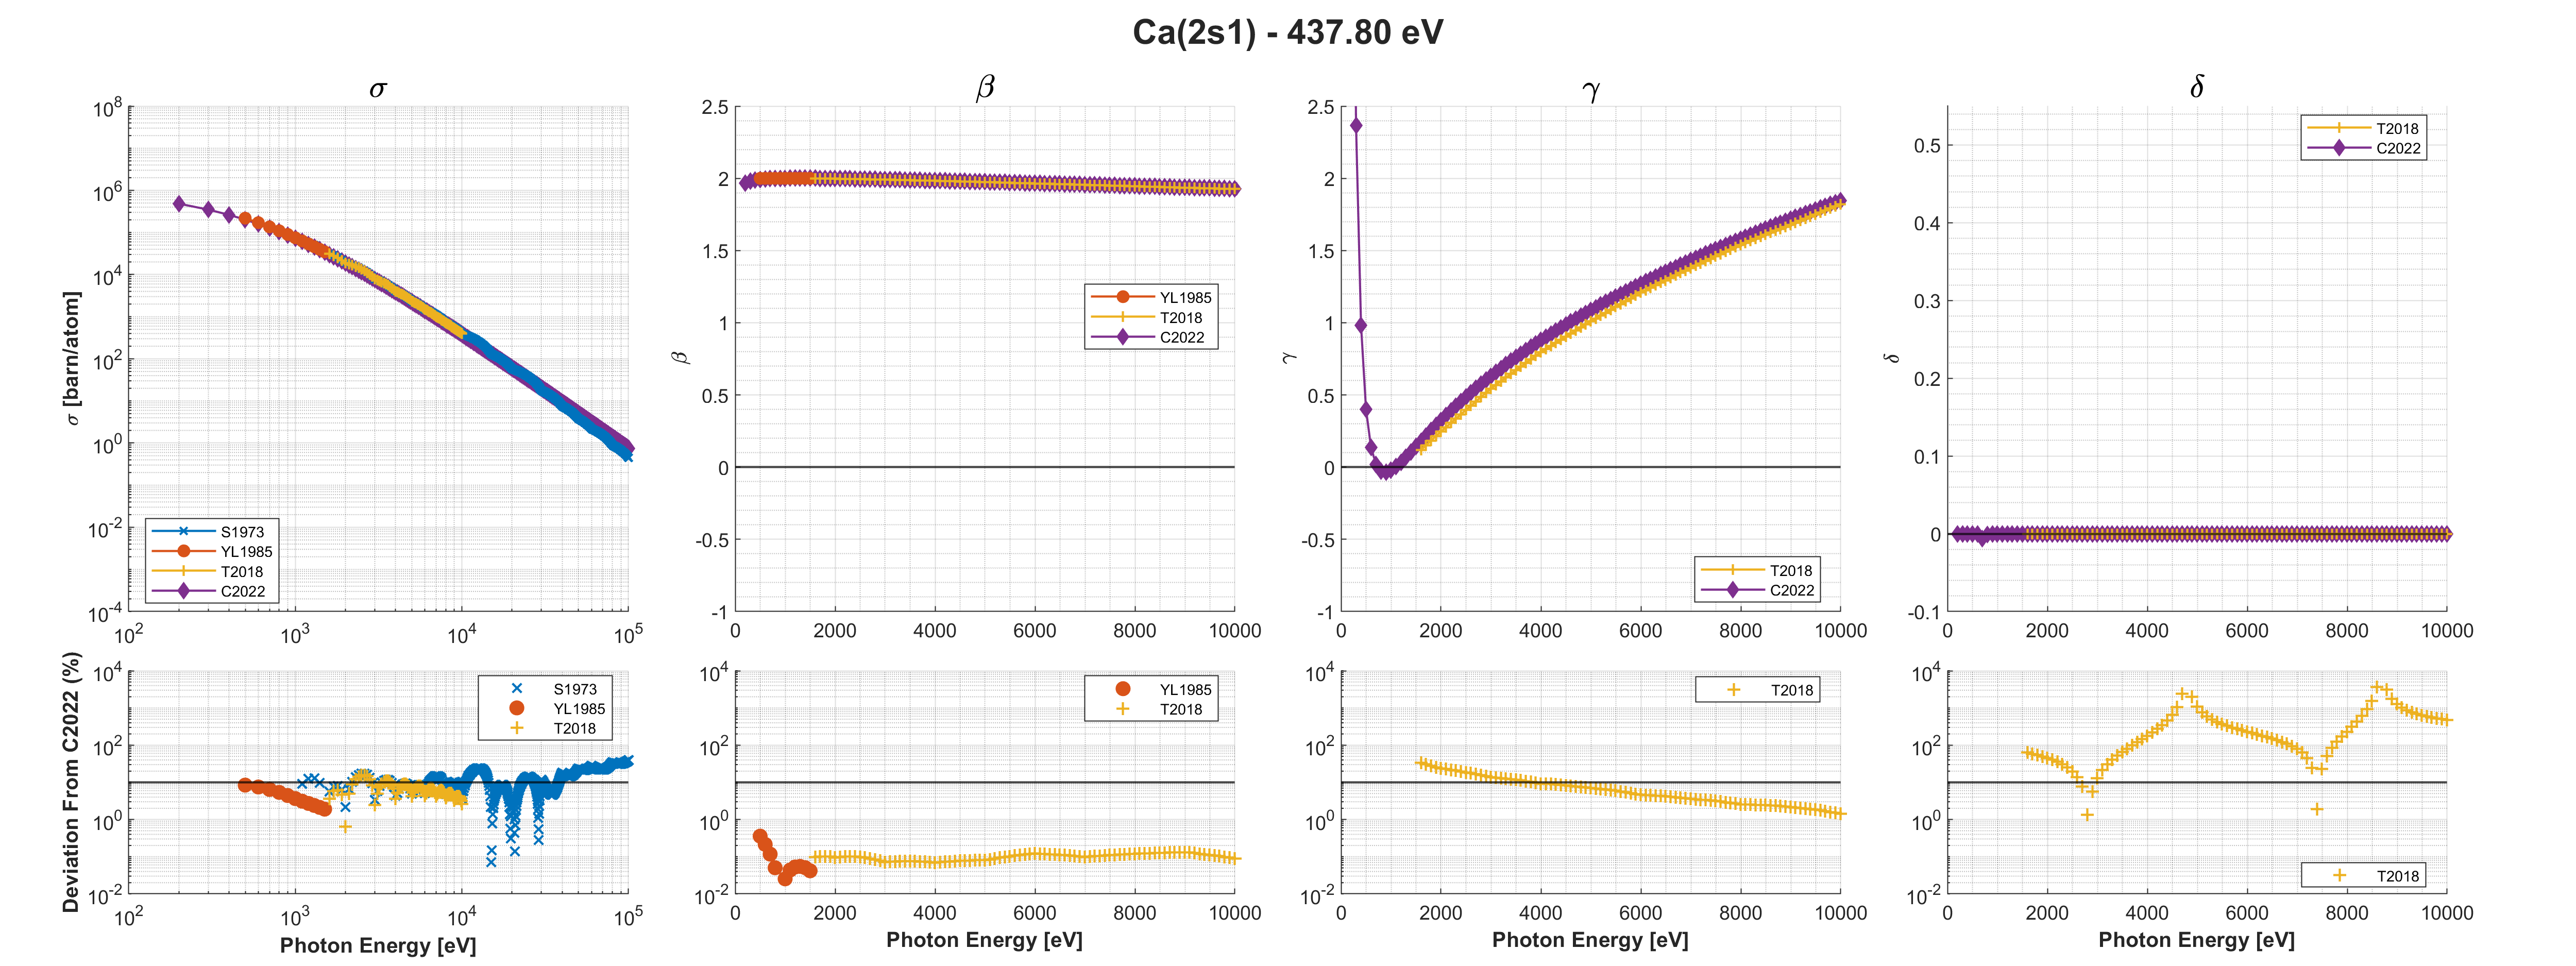 Ca(2s1) - 437.80 eV
σ
β
γ
δ
10^8
10^6
10^4
10^2
10^0
10^-2
10^-4
σ [barn/atom]
S1973
YL1985
T2018
C2022
10^2 10^3 10^4 10^5
2.5
2
1.5
1
0.5
0
-0.5
-1
β
YL1985
T2018
C2022
0 2000 4000 6000 8000 10000
2.5
2
1.5
1
0.5
0
-0.5
-1
γ
T2018
C2022
0 2000 4000 6000 8000 10000
0.5
0.4
0.3
0.2
0.1
0
-0.1
δ
T2018
C2022
0 2000 4000 6000 8000 10000
10^4
10^2
10^0
10^-2
Deviation From C2022 (%)
S1973
YL1985
T2018
10^2 10^3 10^4 10^5
Photon Energy [eV]
10^4
10^2
10^0
10^-2
YL1985
T2018
0 2000 4000 6000 8000 10000
Photon Energy [eV]
10^4
10^2
10^0
10^-2
T2018
0 2000 4000 6000 8000 10000
Photon Energy [eV]
10^4
10^2
10^0
10^-2
T2018
0 2000 4000 6000 8000 10000
Photon Energy [eV]